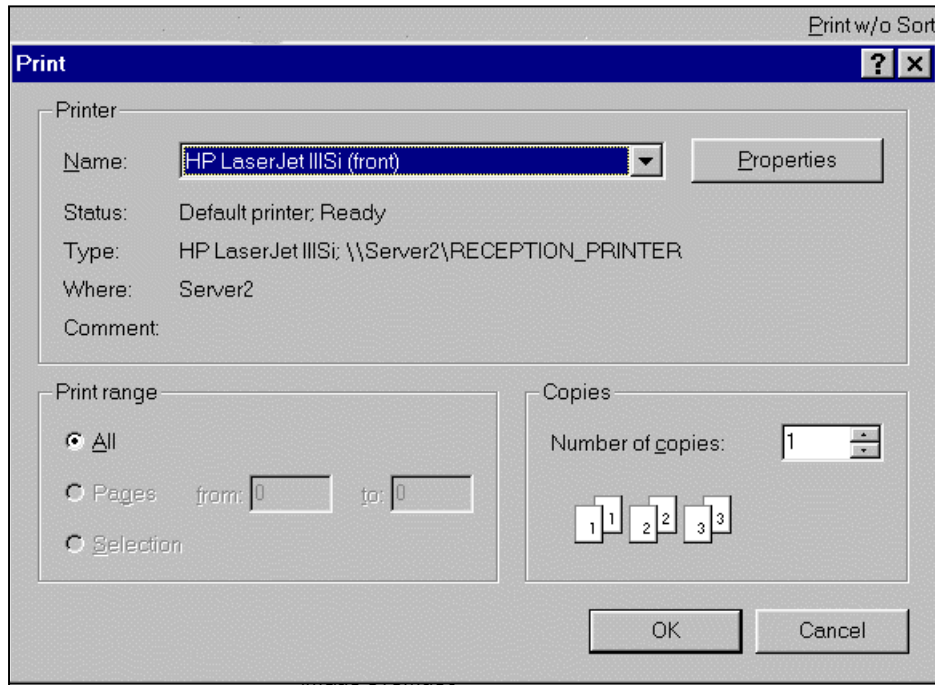 Print w/o Sort
Print
Printer
Name: HP LaserJet IIISi (front) Properties
Status: Default printer; Ready
Type: HP LaserJet IIISi; \\Server2\RECEPTION_PRINTER
Where: Server2
Comment:
Print range
All
Pages from: 0 to: 0
Selection
Copies
Number of copies: 1
1 1 2 2 3 3
OK Cancel